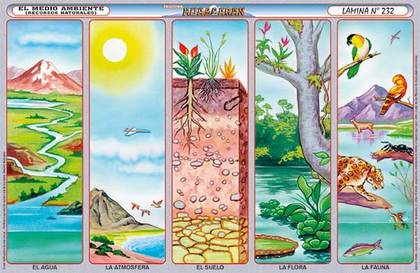 EL MEDIO AMBIENTE
(RECURSOS NATURALES)
LAMINA N° 232
EL AGUA
LA ATMOSFERA
EL SUELO
LA FLORA
LA FAUNA